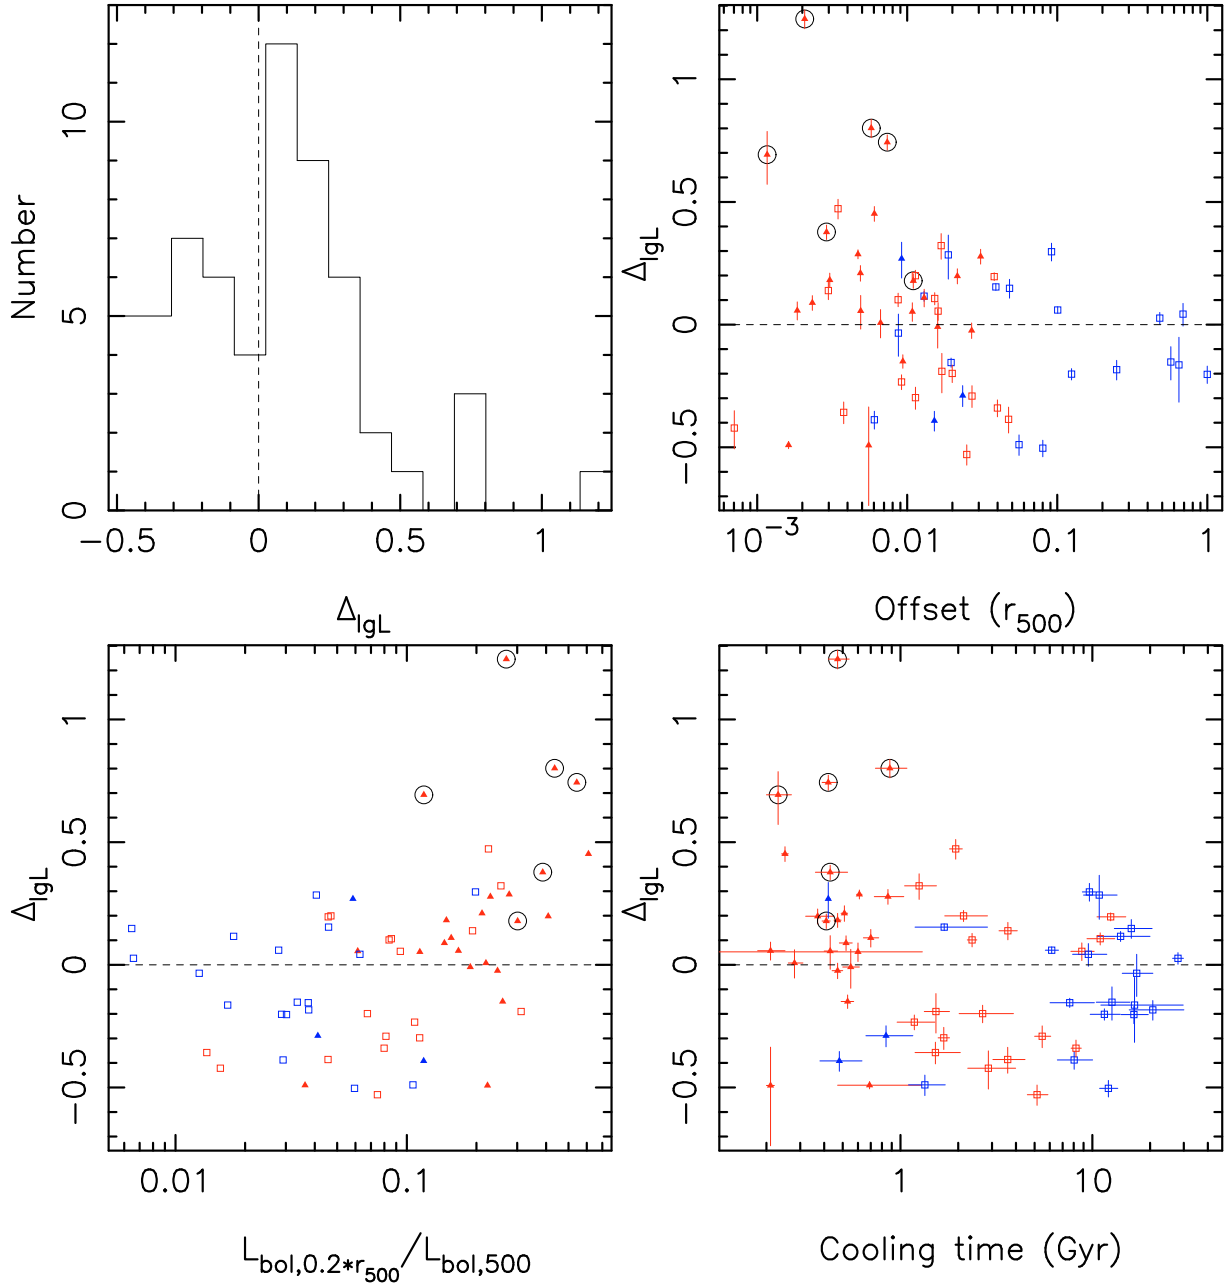 Number
10
5
0
−0.5 0 0.5 1
Δ_lgL
Δ_lgL
1
0.5
0
−0.5
10^−3 0.01 0.1 1
Offset (r_500)
Δ_lgL
1
0.5
0
−0.5
0.01 0.1
L_bol,0.2*r_500/L_bol,500
Δ_lgL
1
0.5
0
−0.5
1 10
Cooling time (Gyr)